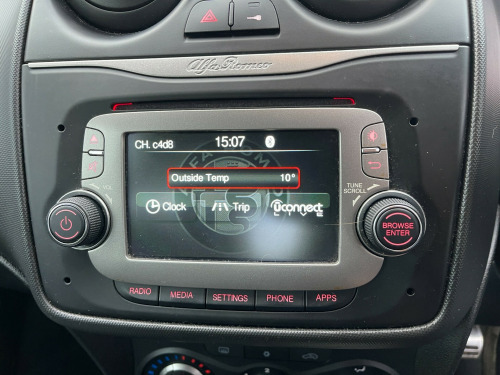 Alfa Romeo
CH. c4d8 15:07
Outside Temp 10°
Clock Trip Uconnect
VOL
TUNE
SCROLL
BROWSE
ENTER
RADIO MEDIA SETTINGS PHONE APPS